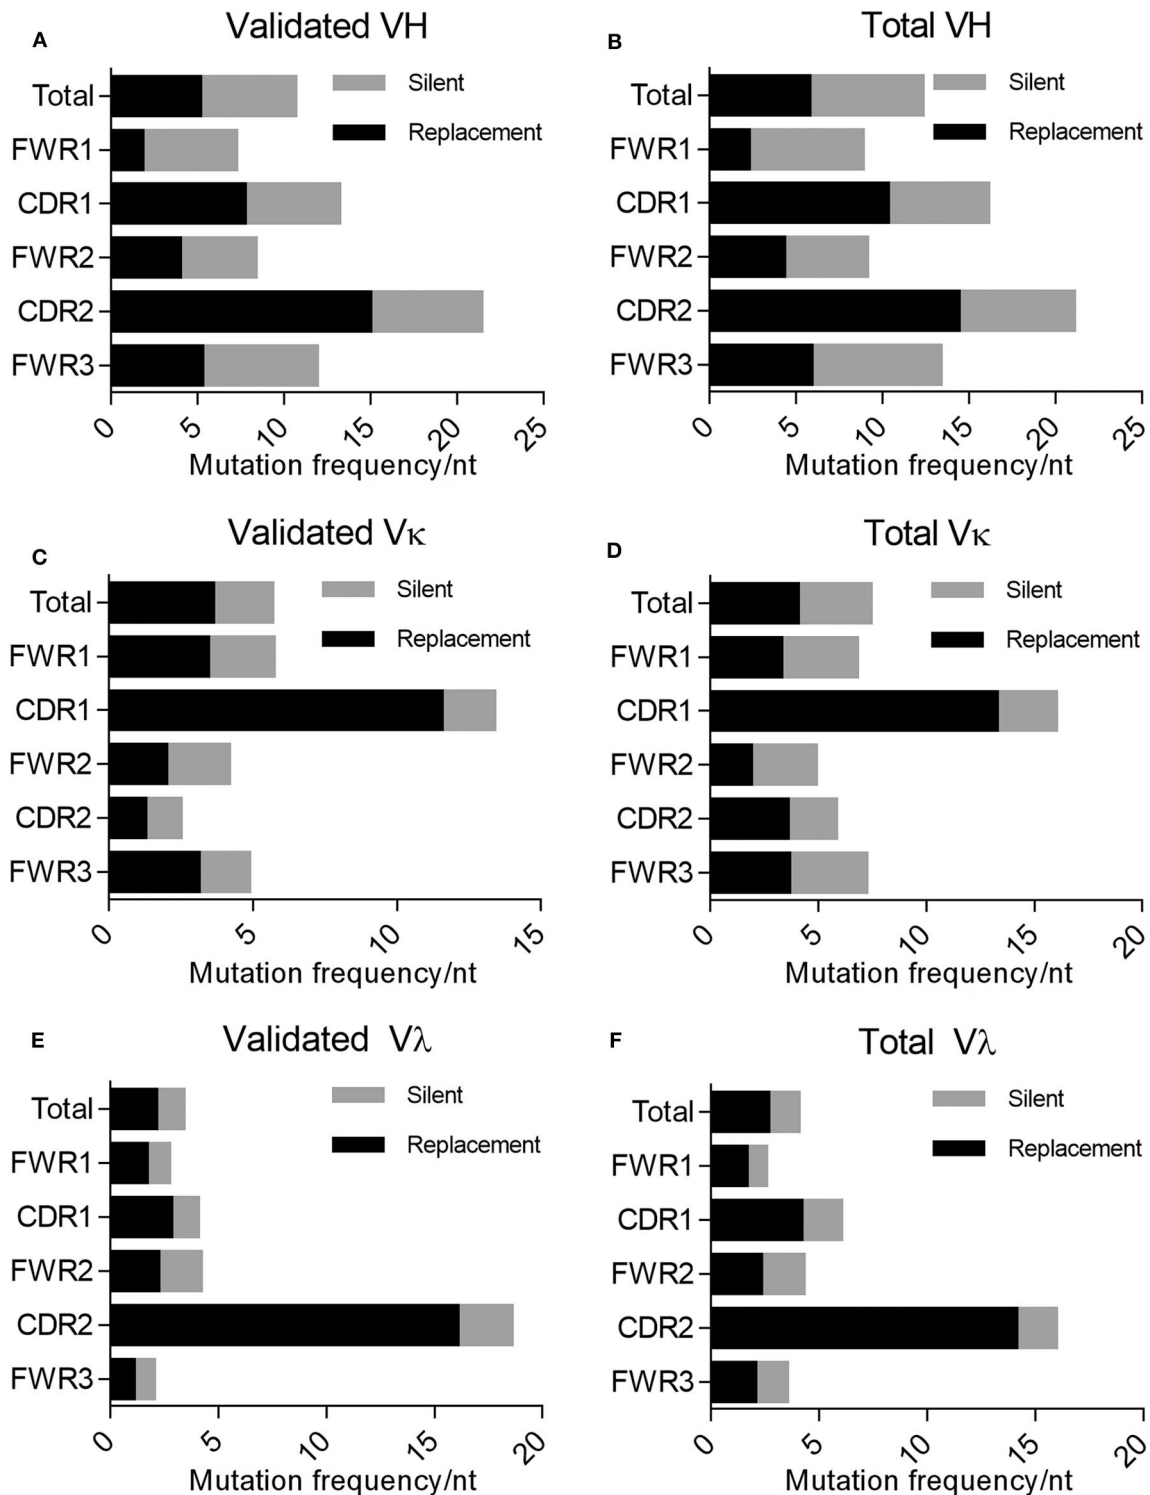 A
Validated VH
Total
FWR1
CDR1
FWR2
CDR2
FWR3
Silent
Replacement
0 5 10 15 20 25
Mutation frequency/nt
B
Total VH
Total
FWR1
CDR1
FWR2
CDR2
FWR3
Silent
Replacement
0 5 10 15 20 25
Mutation frequency/nt
C
Validated Vκ
Total
FWR1
CDR1
FWR2
CDR2
FWR3
Silent
Replacement
0 5 10 15
Mutation frequency/nt
D
Total Vκ
Total
FWR1
CDR1
FWR2
CDR2
FWR3
Silent
Replacement
0 5 10 15 20
Mutation frequency/nt
E
Validated Vλ
Total
FWR1
CDR1
FWR2
CDR2
FWR3
Silent
Replacement
0 5 10 15 20
Mutation frequency/nt
F
Total Vλ
Total
FWR1
CDR1
FWR2
CDR2
FWR3
Silent
Replacement
0 5 10 15 20
Mutation frequency/nt